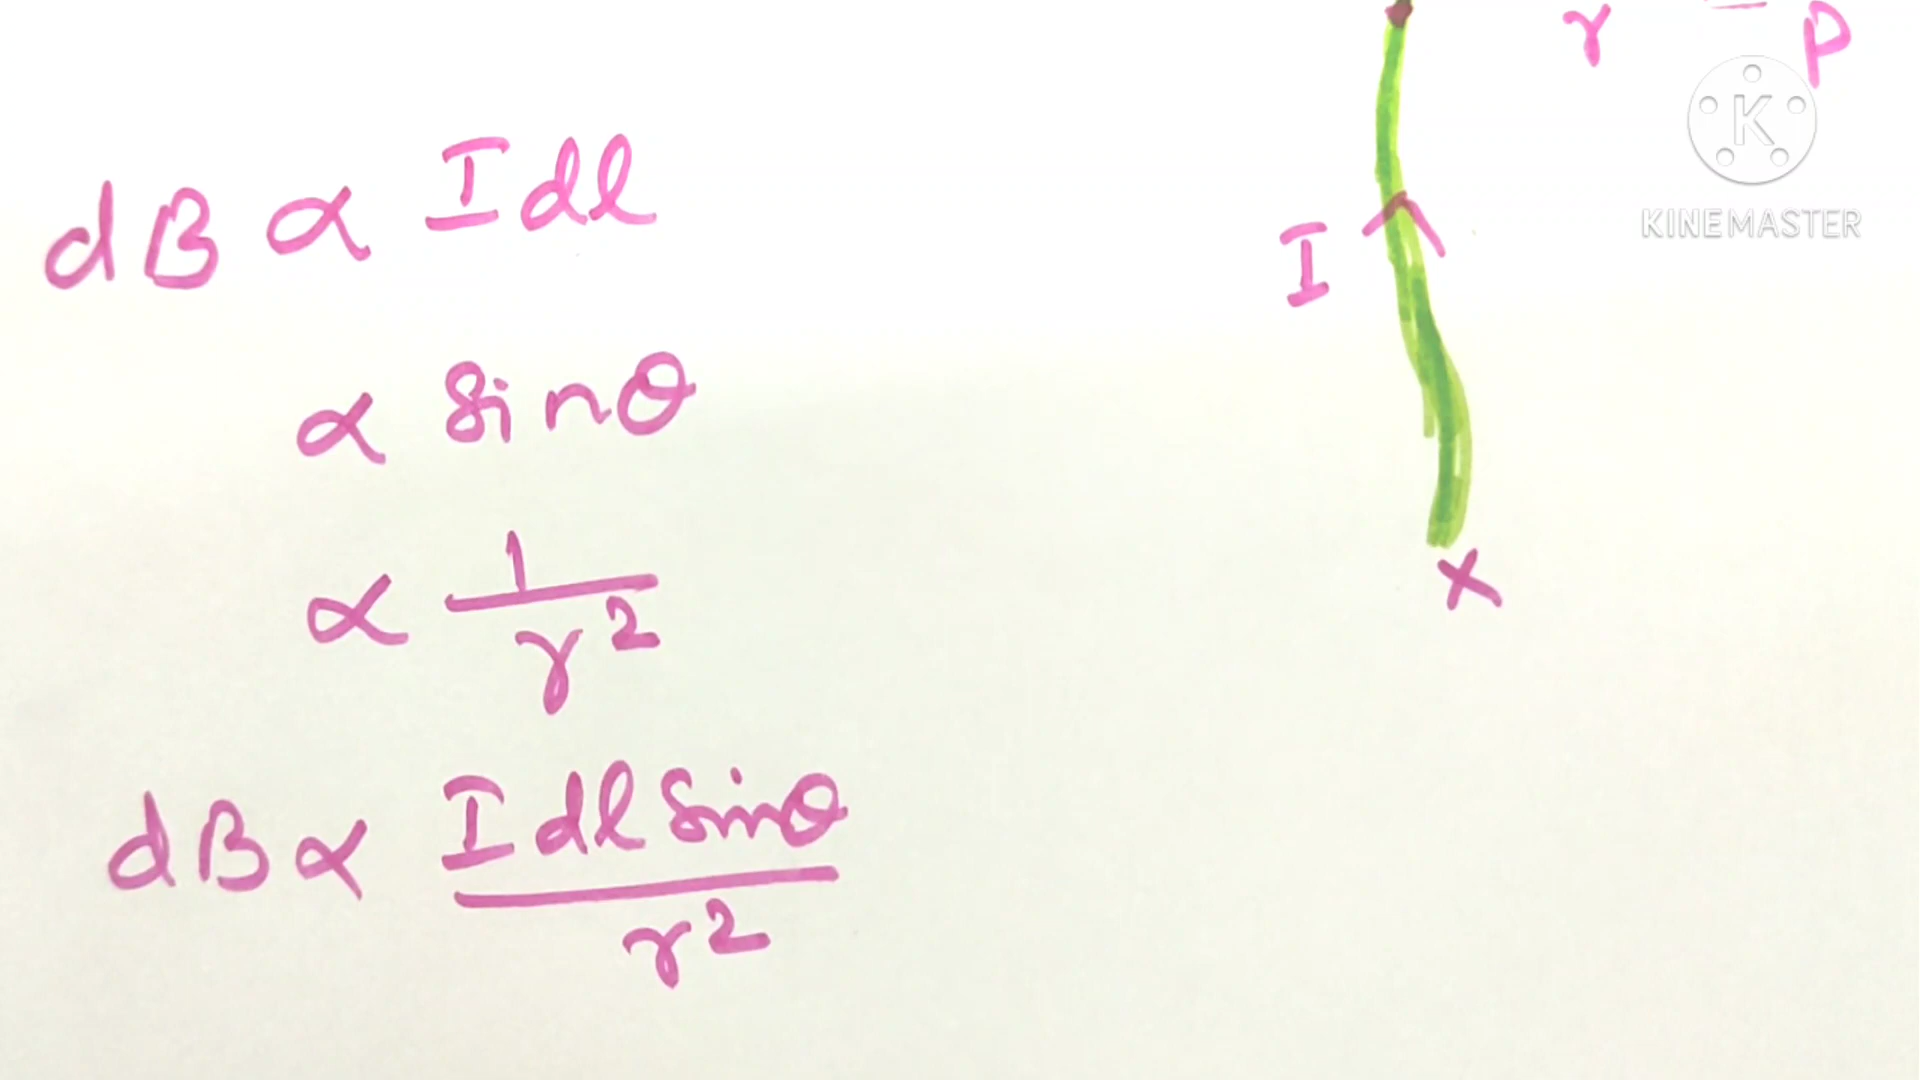 r P
K
KINEMASTER
dB α Idl
I
α Sinθ
α 1/r²
x
dB α Idl Sinθ/r²